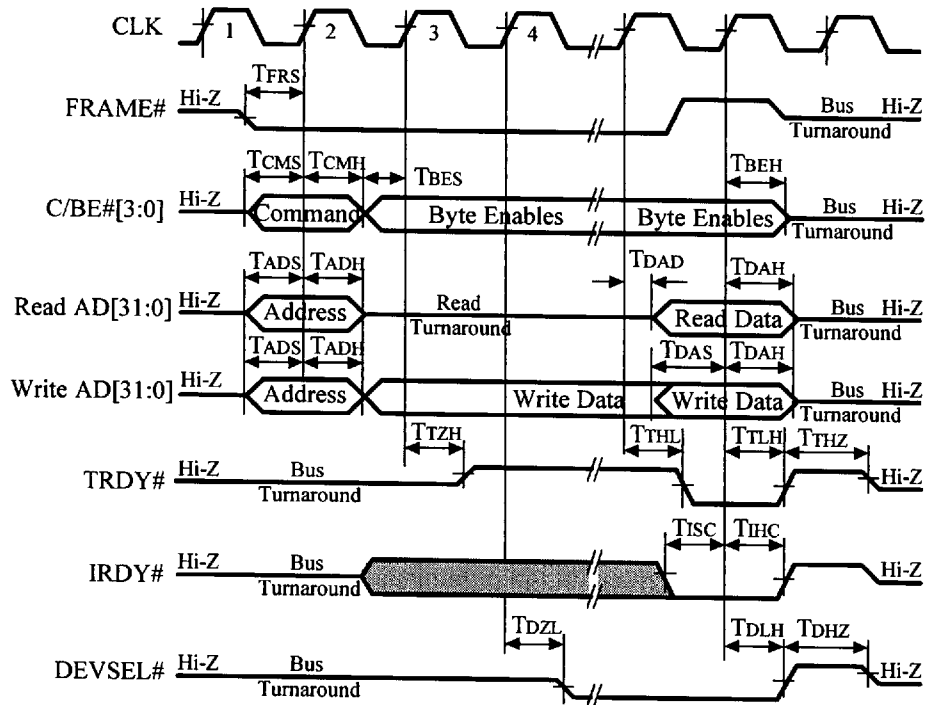 CLK 1 2 3 4
TFRS
FRAME# Hi-Z Bus Hi-Z
Turnaround
TCMS TCMH TBES TBEH
C/BE#[3:0] Hi-Z Command Byte Enables Byte Enables Bus Hi-Z
Turnaround
TADS TADH TDAD TDAH
Read AD[31:0] Hi-Z Address Read Read Data Bus Hi-Z
Turnaround Turnaround
TADS TADH TDAS TDAH
Write AD[31:0] Hi-Z Address Write Data Write Data Bus Hi-Z
Turnaround
TTZH TTHL TTLH TTHZ
TRDY# Hi-Z Bus Hi-Z
Turnaround
TISC TIHC
IRDY# Hi-Z Bus Hi-Z
Turnaround
TDZL TDLH TDHZ
DEVSEL# Hi-Z Bus Hi-Z
Turnaround